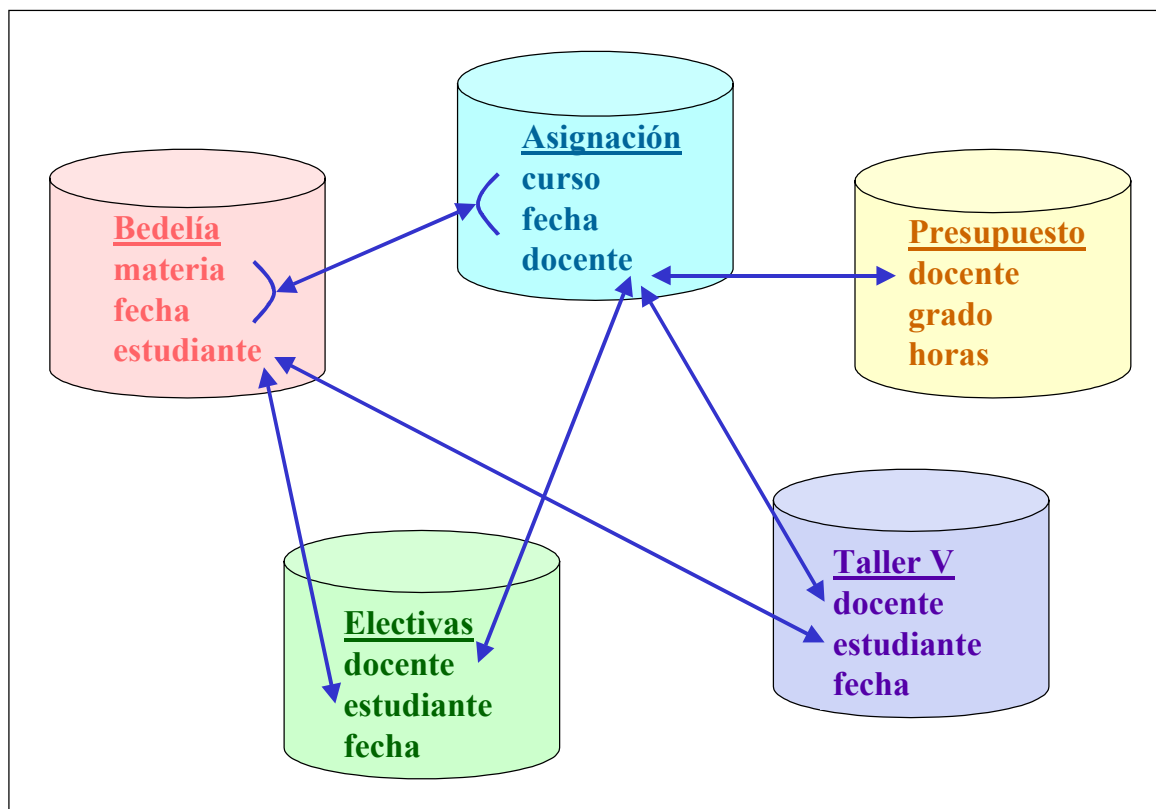 Asignación
curso
fecha
docente
Bedelía
materia
fecha
estudiante
Presupuesto
docente
grado
horas
Electivas
docente
estudiante
fecha
Taller V
docente
estudiante
fecha